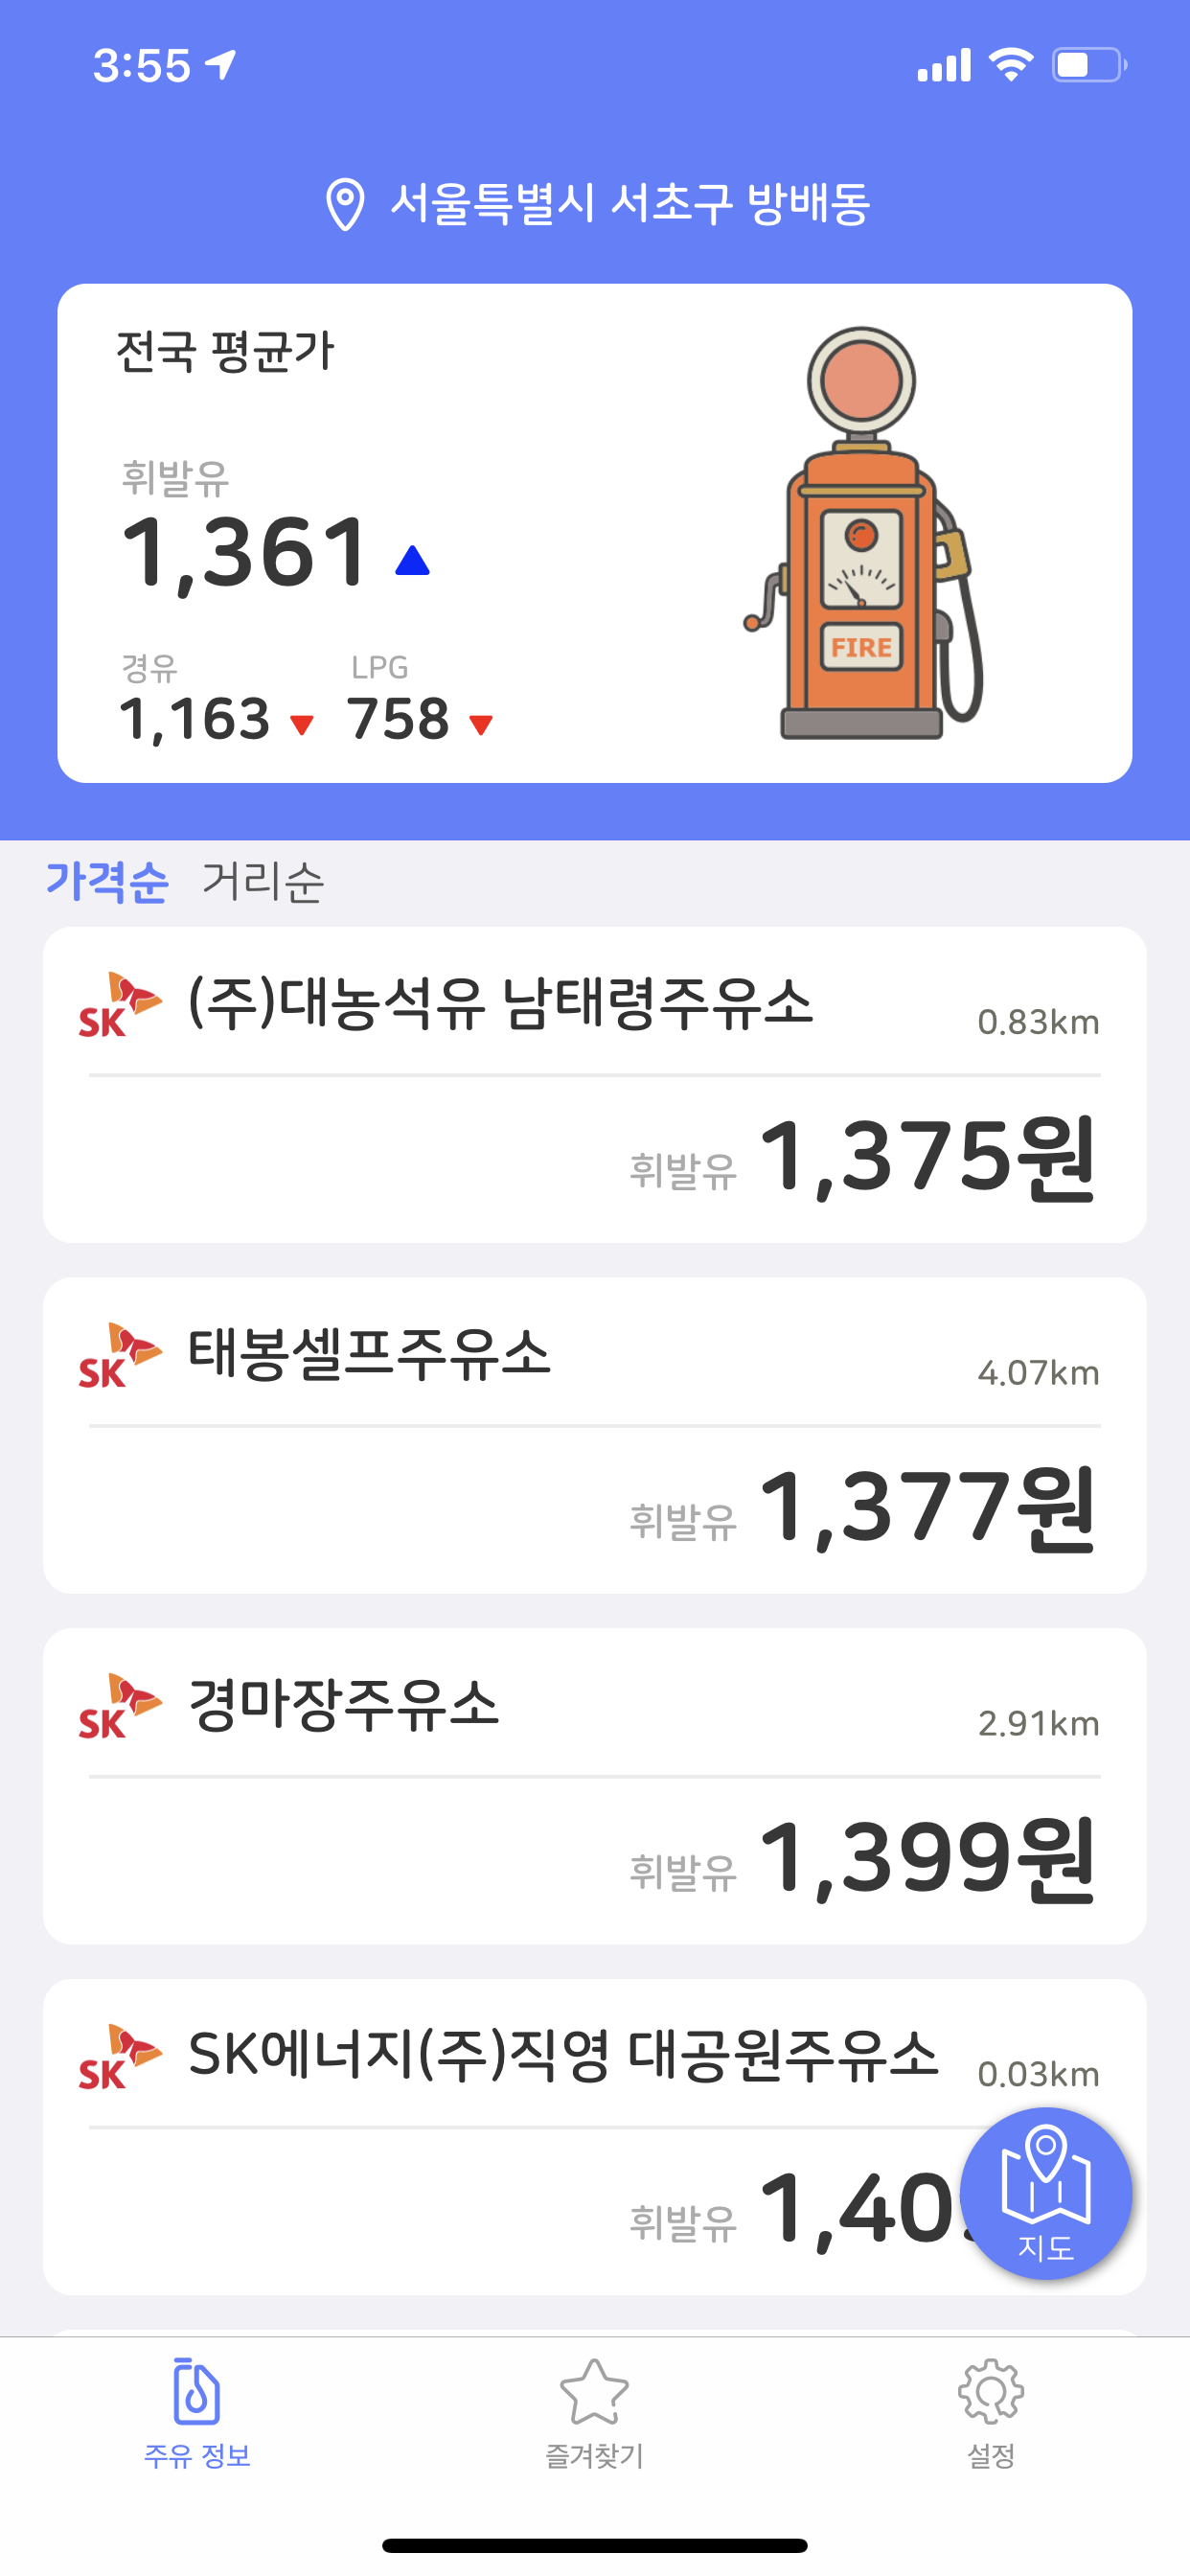 3:55
서울특별시 서초구 방배동
전국 평균가
휘발유
1,361
경유 LPG
1,163 758
FIRE
가격순 거리순
SK (주)대농석유 남태령주유소 0.83km
휘발유 1,375원
SK 태봉셀프주유소 4.07km
휘발유 1,377원
SK 경마장주유소 2.91km
휘발유 1,399원
SK SK에너지(주)직영 대공원주유소 0.03km
휘발유
지도
주유 정보 즐겨찾기 설정